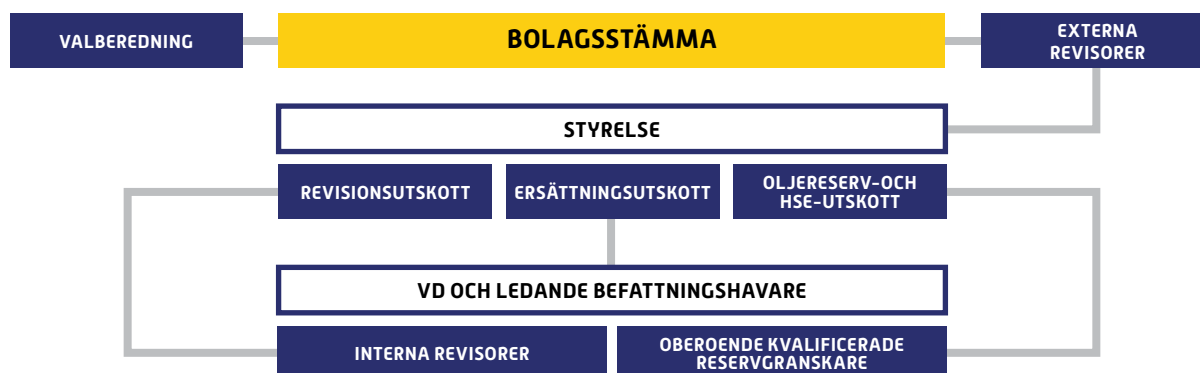 VALBEREDNING
BOLAGSSTÄMMA
EXTERNA
REVISORER
STYRELSE
REVISIONSUTSKOTT
ERSÄTTNINGSUTSKOTT
OLJERESERV-OCH
HSE-UTSKOTT
VD OCH LEDANDE BEFATTNINGSHAVARE
INTERNA REVISORER
OBEROENDE KVALIFICERADE
RESERVGRANSKARE